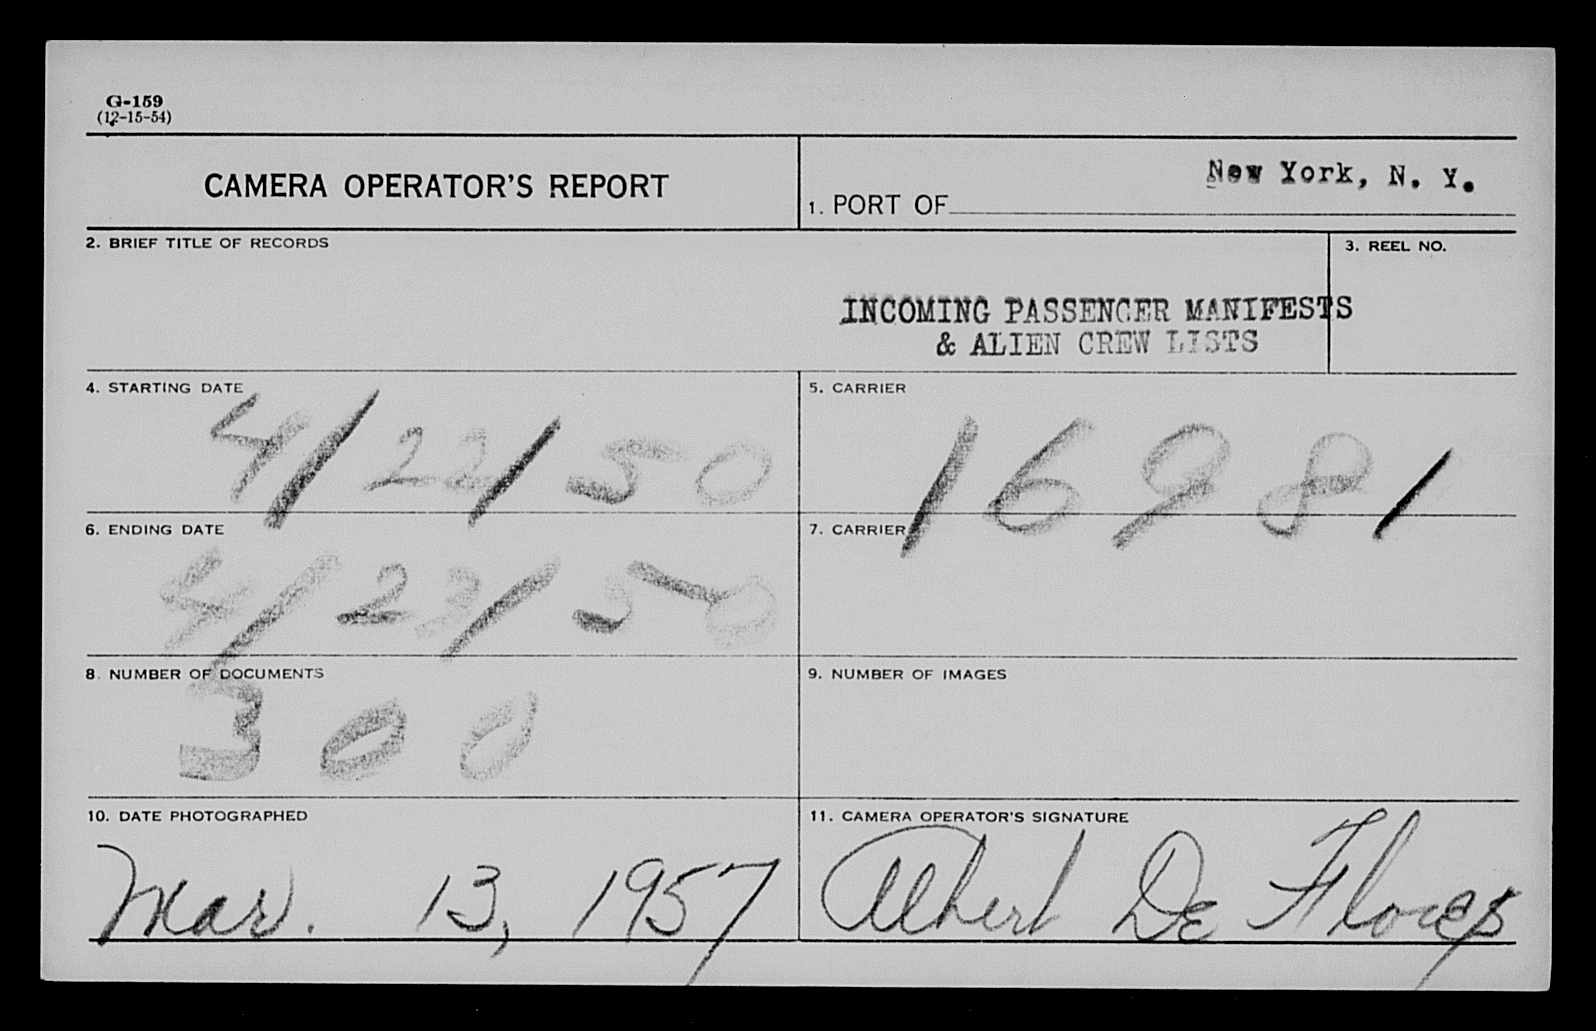 G-159
(12-15-54)
CAMERA OPERATOR'S REPORT
1. PORT OF New York, N. Y.
2. BRIEF TITLE OF RECORDS
3. REEL NO.
INCOMING PASSENGER MANIFESTS
& ALIEN CREW LISTS
4. STARTING DATE
4/22/50
5. CARRIER
16981
6. ENDING DATE
4/23/50
7. CARRIER
8. NUMBER OF DOCUMENTS
300
9. NUMBER OF IMAGES
10. DATE PHOTOGRAPHED
Mar. 13, 1957
11. CAMERA OPERATOR'S SIGNATURE
Albert De Flores